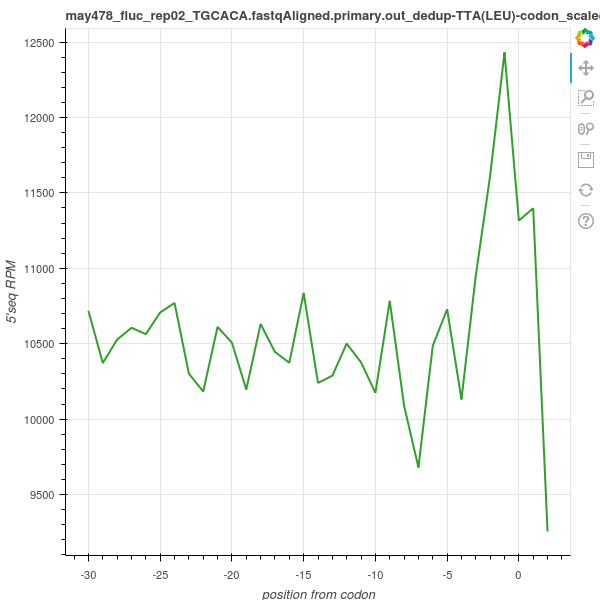 may478_fluc_rep02_TGCACA.fastqAligned.primary.out_dedup-TTA(LEU)-codon_scale
12500
12000
11500
11000
10500
10000
9500
5'seq RPM
-30 -25 -20 -15 -10 -5 0
position from codon